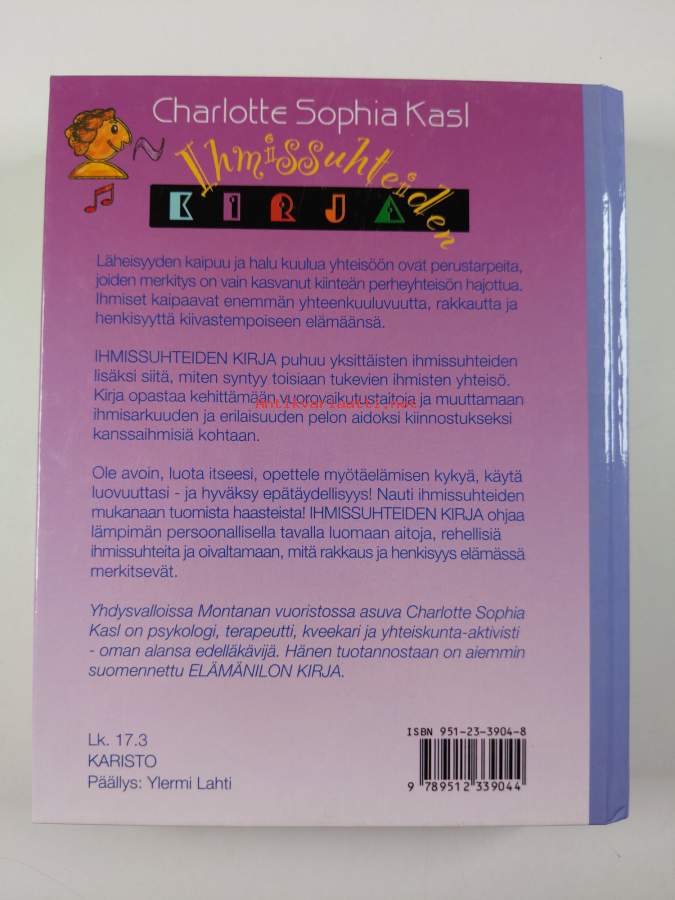 Charlotte Sophia Kasl
Ihmissuhteiden
KIRJA
Läheisyyden kaipuu ja halu kuulua yhteisöön ovat perustarpeita,
joiden merkitys on vain kasvanut kiinteän perheyhteisön hajottua.
Ihmiset kaipaavat enemmän yhteenkuuluvuutta, rakkautta ja
henkisyyttä kiivastempoiseen elämäänsä.
IHMISSUHTEIDEN KIRJA puhuu yksittäisten ihmissuhteiden
lisäksi siitä, miten syntyy toisiaan tukevien ihmisten yhteisö.
Kirja opastaa kehittämään vuorovaikutustaitoja ja muuttamaan
Antikvariaatti.net
ihmisarkuuden ja erilaisuuden pelon aidoksi kiinnostukseksi
kanssaihmisiä kohtaan.
Ole avoin, luota itseesi, opettele myötäelämisen kykyä, käytä
luovuuttasi - ja hyväksy epätäydellisyys! Nauti ihmissuhteiden
mukanaan tuomista haasteista! IHMISSUHTEIDEN KIRJA ohjaa
lämpimän persoonallisella tavalla luomaan aitoja, rehellisiä
ihmissuhteita ja oivaltamaan, mitä rakkaus ja henkisyys elämässä
merkitsevät.
Yhdysvalloissa Montanan vuoristossa asuva Charlotte Sophia
Kasl on psykologi, terapeutti, kveekari ja yhteiskunta-aktivisti
- oman alansa edelläkävijä. Hänen tuotannostaan on aiemmin
suomennettu ELÄMÄNILON KIRJA.
Lk. 17.3
KARISTO
Päällys: Ylermi Lahti
ISBN 951-23-3904-8
9 789512 339044